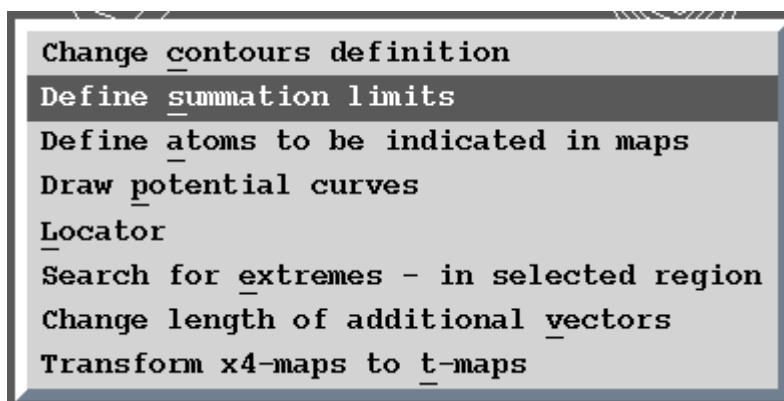 Change contours definition
Define summation limits
Define atoms to be indicated in maps
Draw potential curves
Locator
Search for extremes - in selected region
Change length of additional vectors
Transform x4-maps to t-maps